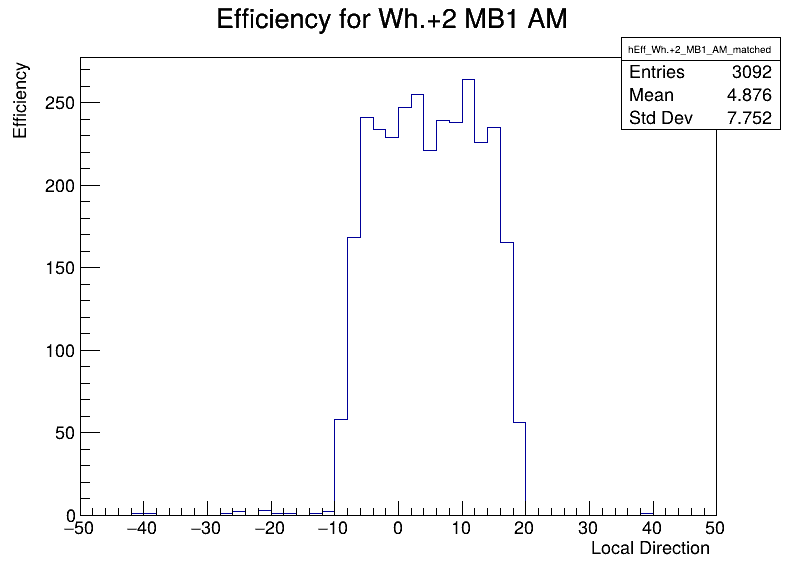 Efficiency for Wh.+2 MB1 AM
hEff_Wh.+2_MB1_AM_matched
Entries 3092
Mean 4.876
Std Dev 7.752
Efficiency
250
200
150
100
50
0
−50 −40 −30 −20 −10 0 10 20 30 40 50
Local Direction